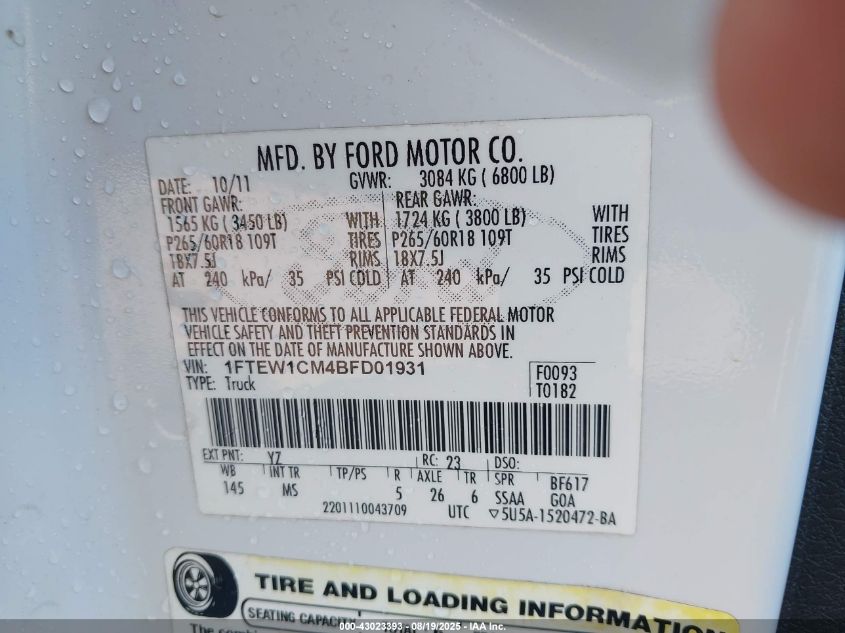 MFD. BY FORD MOTOR CO.
DATE: 10/11 GVWR: 3084 KG ( 6800 LB)
FRONT GAWR: REAR GAWR:
1565 KG ( 3450 LB) WITH 1724 KG ( 3800 LB) WITH
P265/60R18 109T TIRES P265/60R18 109T TIRES
18X7.5J RIMS 18X7.5J RIMS
AT 240 kPa/ 35 PSI COLD AT 240 kPa/ 35 PSI COLD
THIS VEHICLE CONFORMS TO ALL APPLICABLE FEDERAL MOTOR
VEHICLE SAFETY AND THEFT PREVENTION STANDARDS IN
EFFECT ON THE DATE OF MANUFACTURE SHOWN ABOVE.
VIN: 1FTEW1CM4BFD01931 F0093
TYPE: Truck T0182
EXT PNT: YZ RC: 23 DSO:
WB INT TR TP/PS R AXLE TR SPR BF617
145 MS 5 26 6 SSAA GOA
2201110043709 UTC ▽5U5A-1520472-BA
TIRE AND LOADING INFORMATION
SEATING CAPACITY
The
000-43023393 - 08/19/2025 - IAA